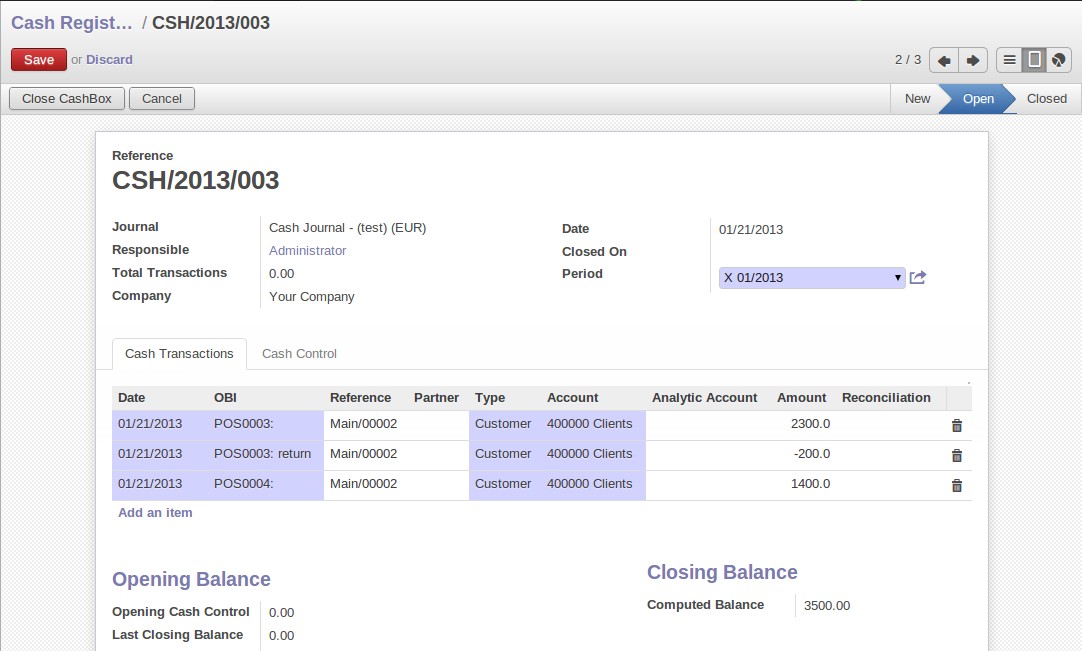 Cash Regist... / CSH/2013/003
Save or Discard
2 / 3
Close CashBox Cancel
New Open Closed
Reference
CSH/2013/003
Journal Cash Journal - (test) (EUR)
Responsible Administrator
Total Transactions 0.00
Company Your Company
Date 01/21/2013
Closed On
Period X 01/2013
Cash Transactions Cash Control
Date OBI Reference Partner Type Account Analytic Account Amount Reconciliation
01/21/2013 POS0003: Main/00002 Customer 400000 Clients 2300.0
01/21/2013 POS0003: return Main/00002 Customer 400000 Clients -200.0
01/21/2013 POS0004: Main/00002 Customer 400000 Clients 1400.0
Add an item
Opening Balance
Opening Cash Control 0.00
Last Closing Balance 0.00
Closing Balance
Computed Balance 3500.00